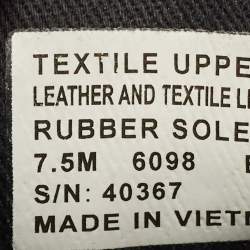 TEXTILE UPPE
LEATHER AND TEXTILE L
RUBBER SOLE
7.5M 6098
S/N: 40367
MADE IN VIET